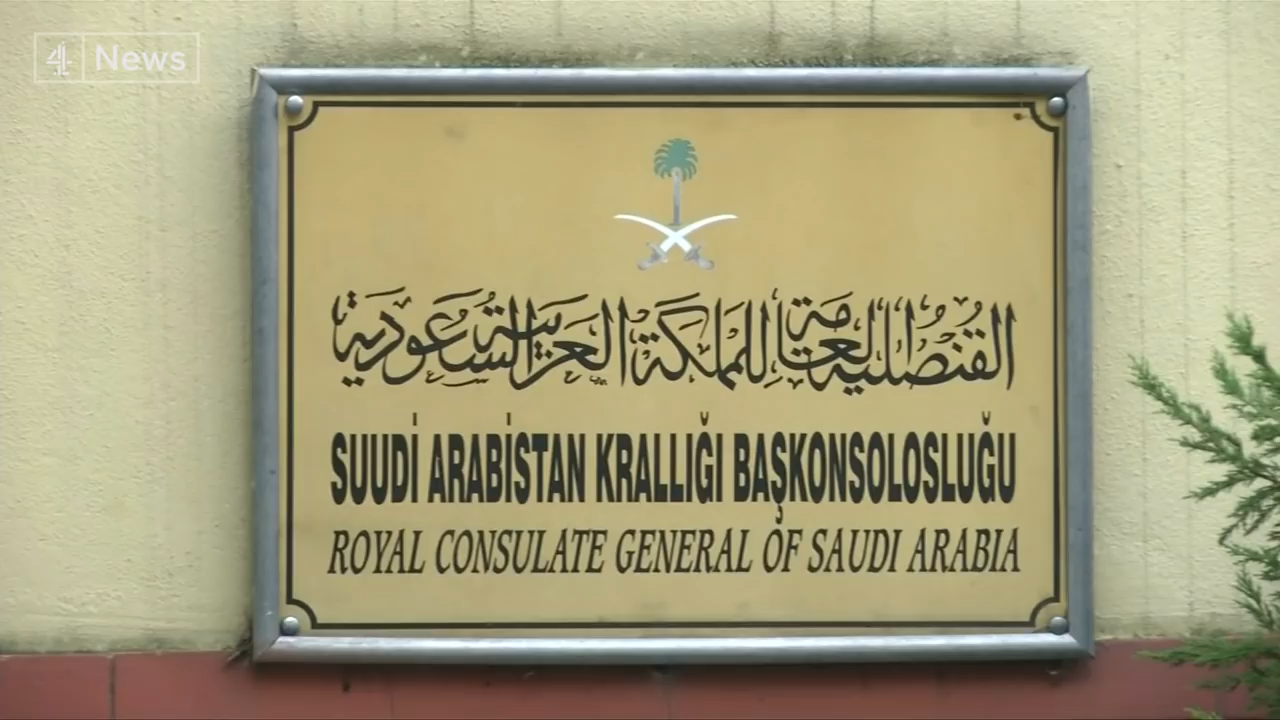 4 News
القنصلية العامة للمملكة العربية السعودية
SUUDİ ARABİSTAN KRALLIĞI BAŞKONSOLOSLUĞU
ROYAL CONSULATE GENERAL OF SAUDI ARABIA